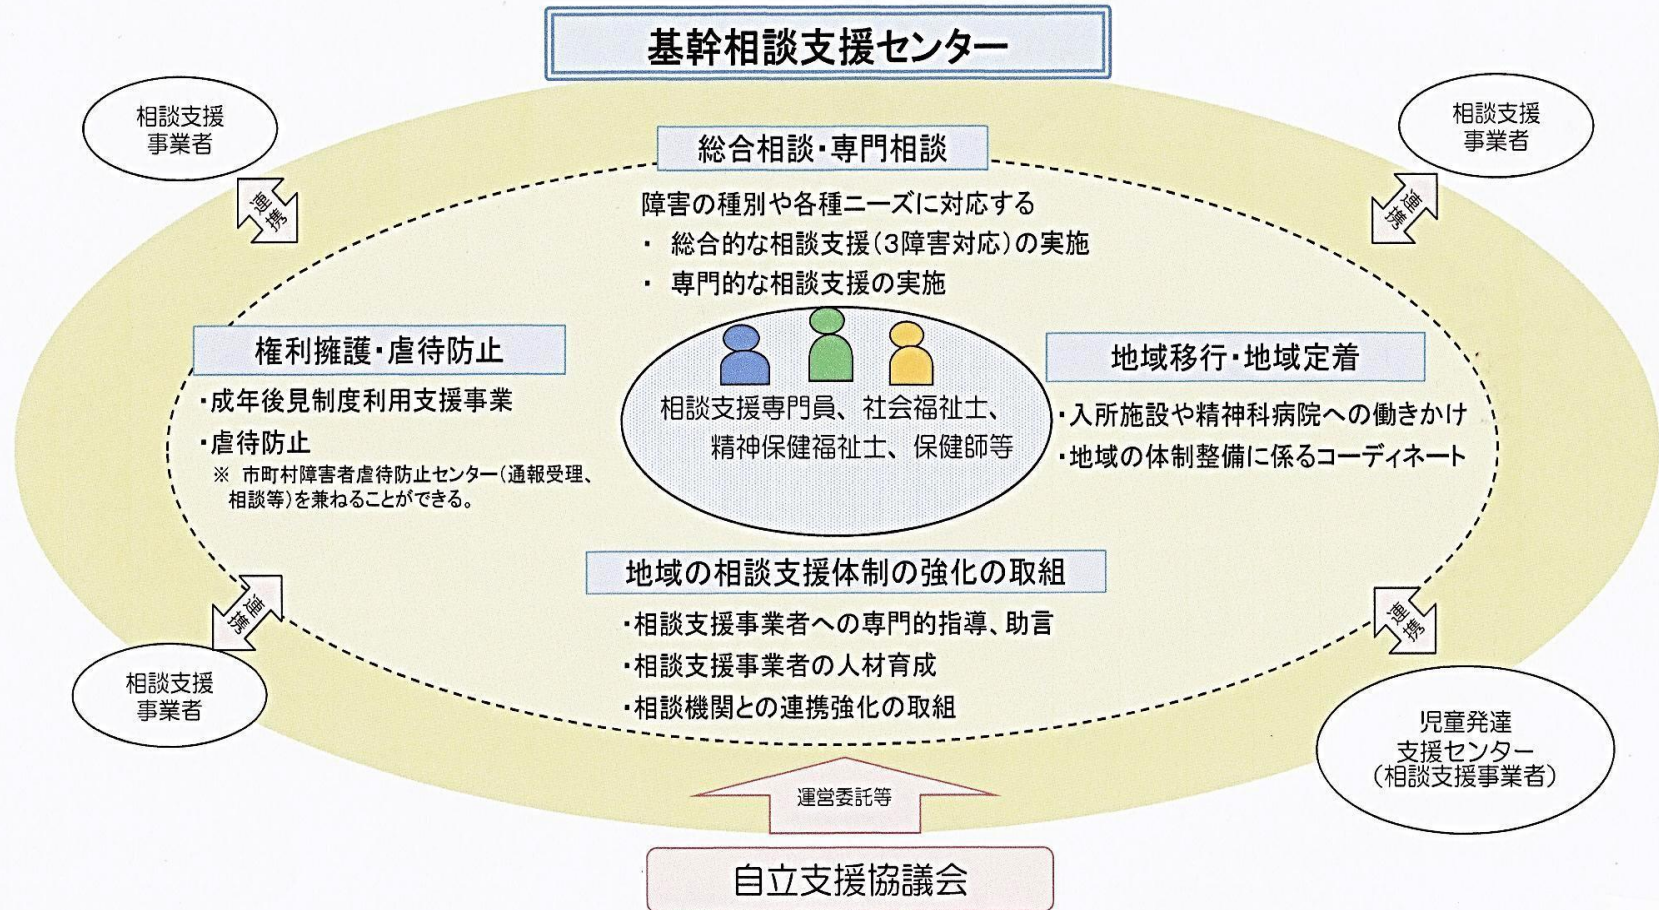 基幹相談支援センター
相談支援
事業者
相談支援
事業者
連携
連携
総合相談・専門相談
障害の種別や各種ニーズに対応する
・ 総合的な相談支援(3障害対応)の実施
・ 専門的な相談支援の実施
権利擁護・虐待防止
・成年後見制度利用支援事業
・虐待防止
※ 市町村障害者虐待防止センター(通報受理、
相談等)を兼ねることができる。
相談支援専門員、社会福祉士、
精神保健福祉士、保健師等
地域移行・地域定着
・入所施設や精神科病院への働きかけ
・地域の体制整備に係るコーディネート
地域の相談支援体制の強化の取組
・相談支援事業者への専門的指導、助言
・相談支援事業者の人材育成
・相談機関との連携強化の取組
連携
連携
相談支援
事業者
児童発達
支援センター
(相談支援事業者)
運営委託等
自立支援協議会